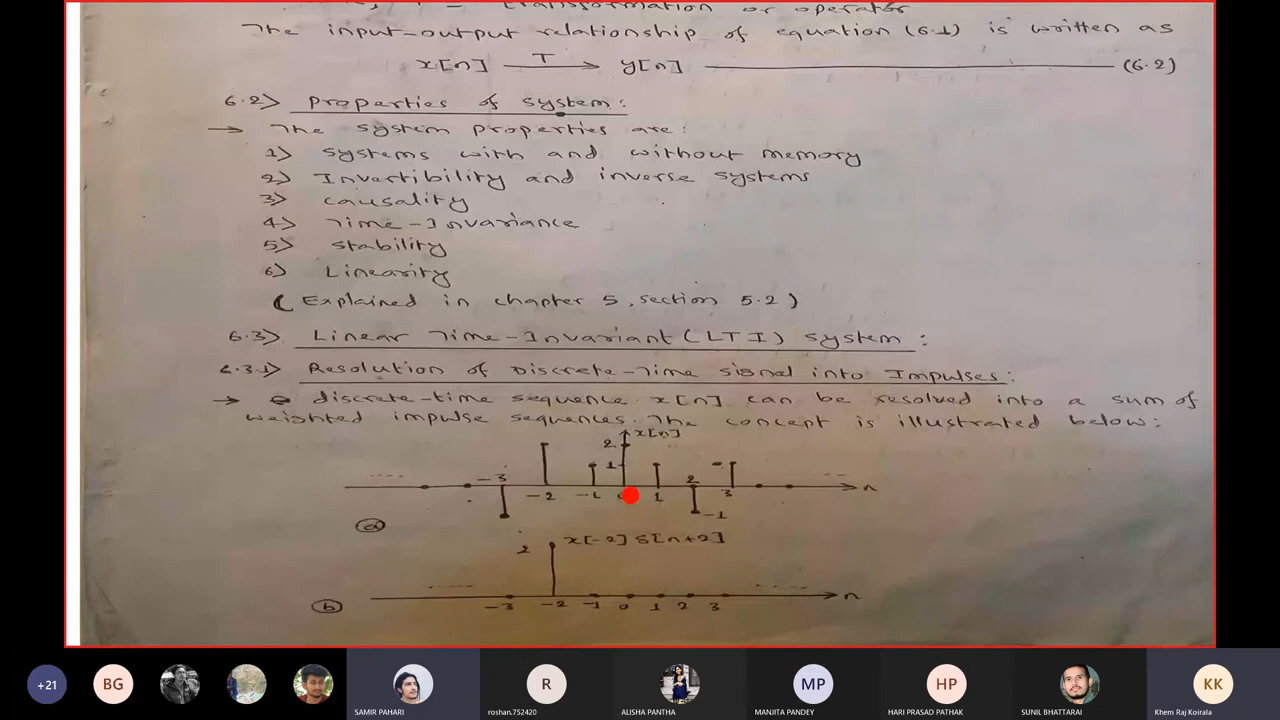 transformation or operator
The input-output relationship of equation (6.1) is written as
x[n] T y[n] (6.2)
6.2> Properties of system:
→ The system properties are:
1> systems with and without memory
2> Invertibility and inverse systems
3> causality
4> Time-Invariance
5> stability
6> Linearity
(Explained in chapter 5, section 5.2)
6.3> Linear Time-Invariant (LTI) system:
6.3.1> Resolution of Discrete-Time signal into Impulses:
→ discrete-time sequence x[n] can be resolved into a sum of
weighted impulse sequences. The concept is illustrated below:
x[n]
2
1
-3 -2 -1 1 2 3 n
-1
a
2 x[-2] δ[n+2]
-3 -2 -1 0 1 2 3 n
b
+21 BG R MP HP KK
SAMIR PAHARI roshan.752420 ALISHA PANTHA MANJITA PANDEY HARI PRASAD PATHAK SUNIL BHATTARAI Khem Raj Koirala